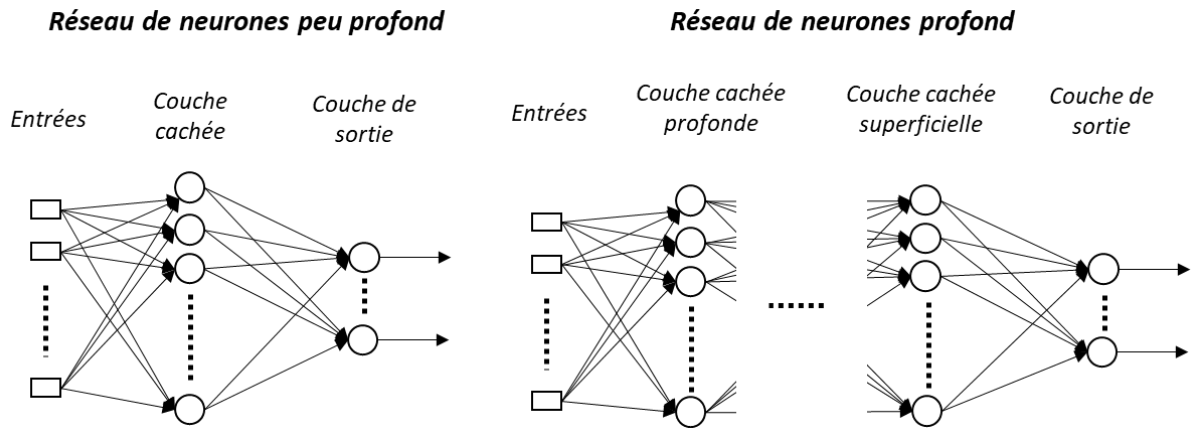 Réseau de neurones peu profond
Entrées
Couche
cachée
Couche de
sortie
Réseau de neurones profond
Entrées
Couche cachée
profonde
Couche cachée
superficielle
Couche de
sortie